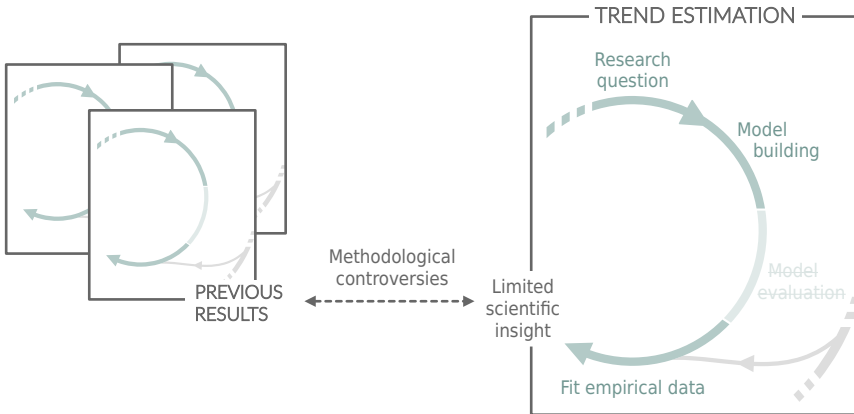 TREND ESTIMATION
Research
question
Model
building
Model
evaluation
Methodological
controversies
Limited
scientific
insight
PREVIOUS
RESULTS
Fit empirical data